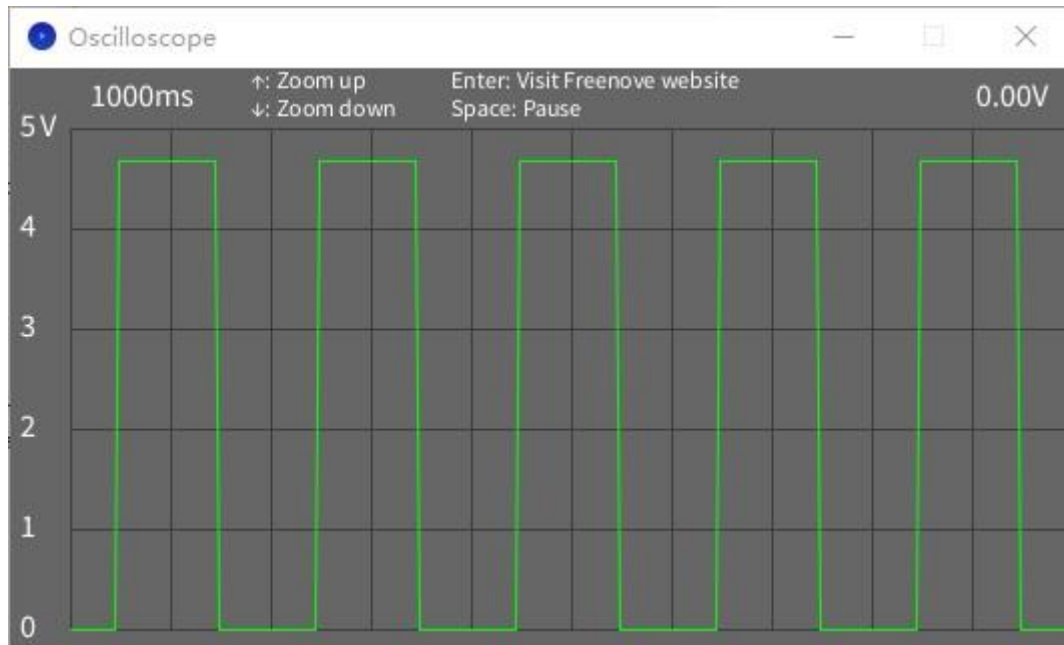 Oscilloscope
1000ms
↑: Zoom up
↓: Zoom down
Enter: Visit Freenove website
Space: Pause
0.00V
5V
4
3
2
1
0